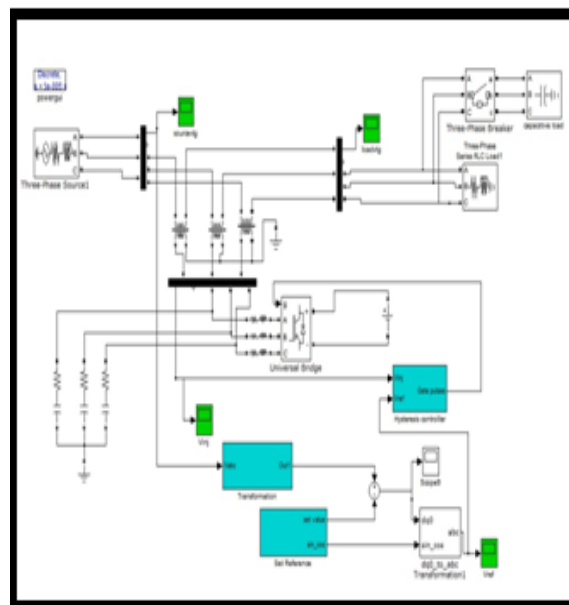 Discrete,
powergui
A
B
C
Three-Phase Source1
A
B
C
Three-Phase Breaker
A
B
C
capacitive load
Three-Phase
Series RLC Load1
A
B
C
A
B
C
Universal Bridge
Vinj
Vref
Gate pulses
Hysteresis controller
Vinj
Vabc
Out1
Transformation
Scope8
set value
sin_cos
Set Reference
dq0
sin_cos
abc
dq0_to_abc
Transformation1
Vref